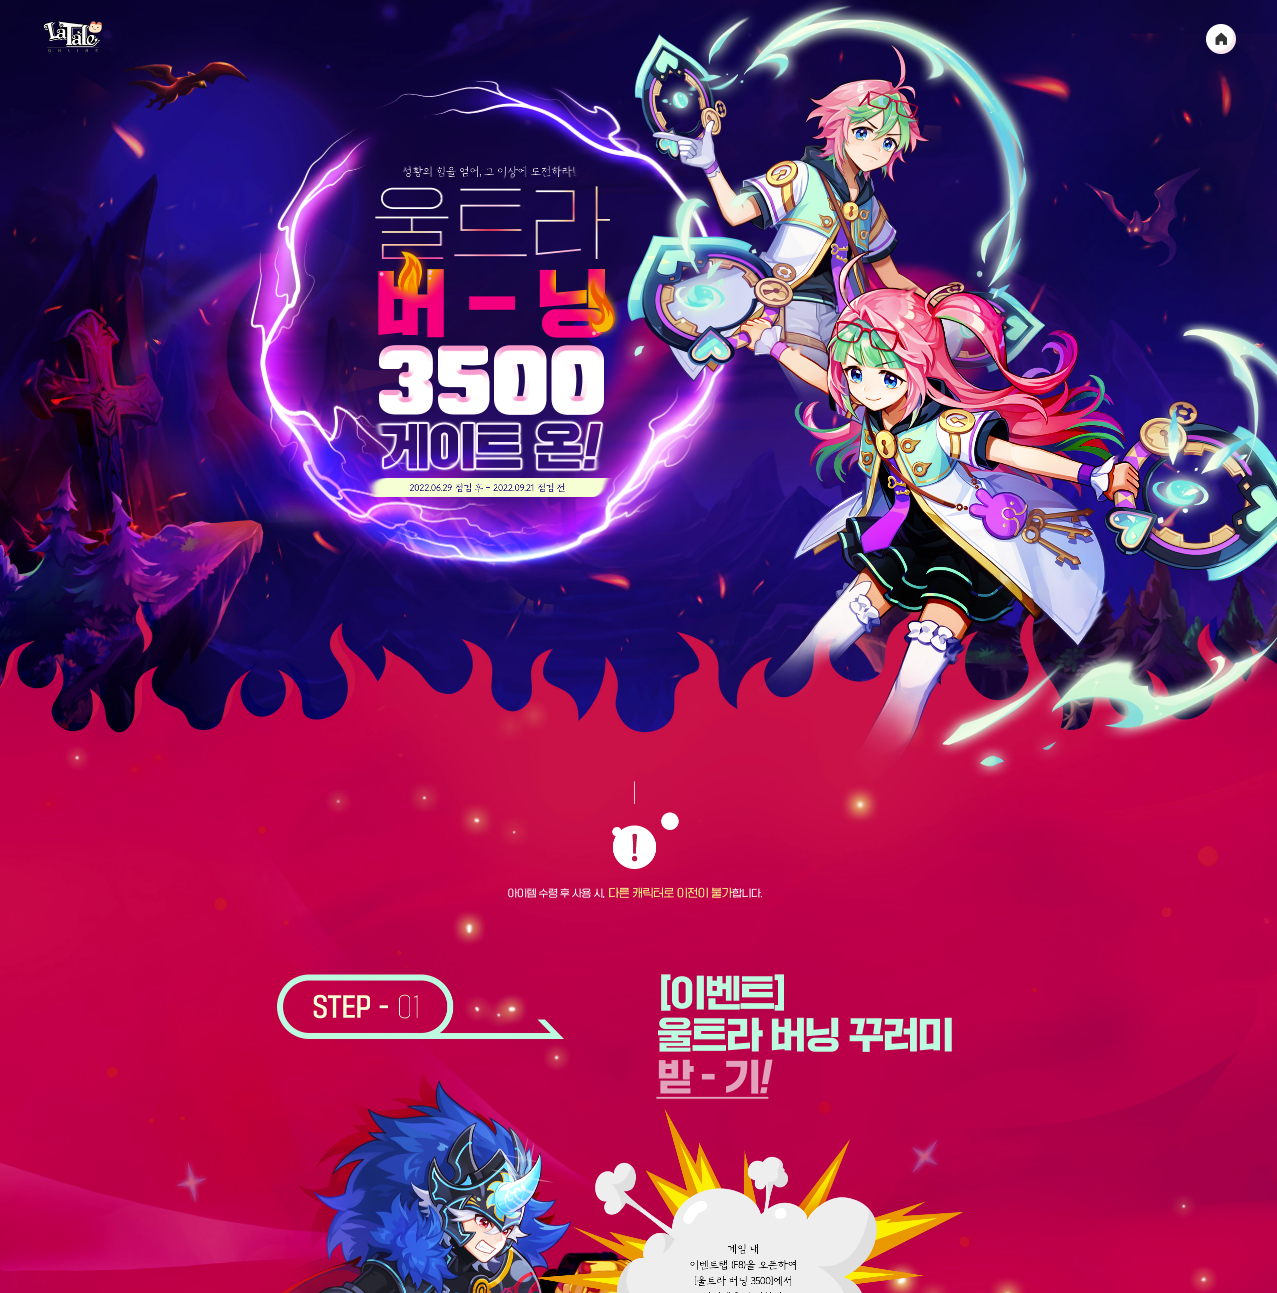 LaTale
성황의 힘을 얻어, 그 이상에 도전하라!
울트라
버-닝
3500
게이트 온!
2022.06.29 점검 후 - 2022.09.21 점검 전
!
아이템 수령 후 사용 시, 다른 캐릭터로 이전이 불가합니다.
STEP - 01
[이벤트]
울트라 버닝 꾸러미
받 - 기!
게임 내
이벤트탭 (F8)을 오픈하여
[울트라 버닝 3500]에서